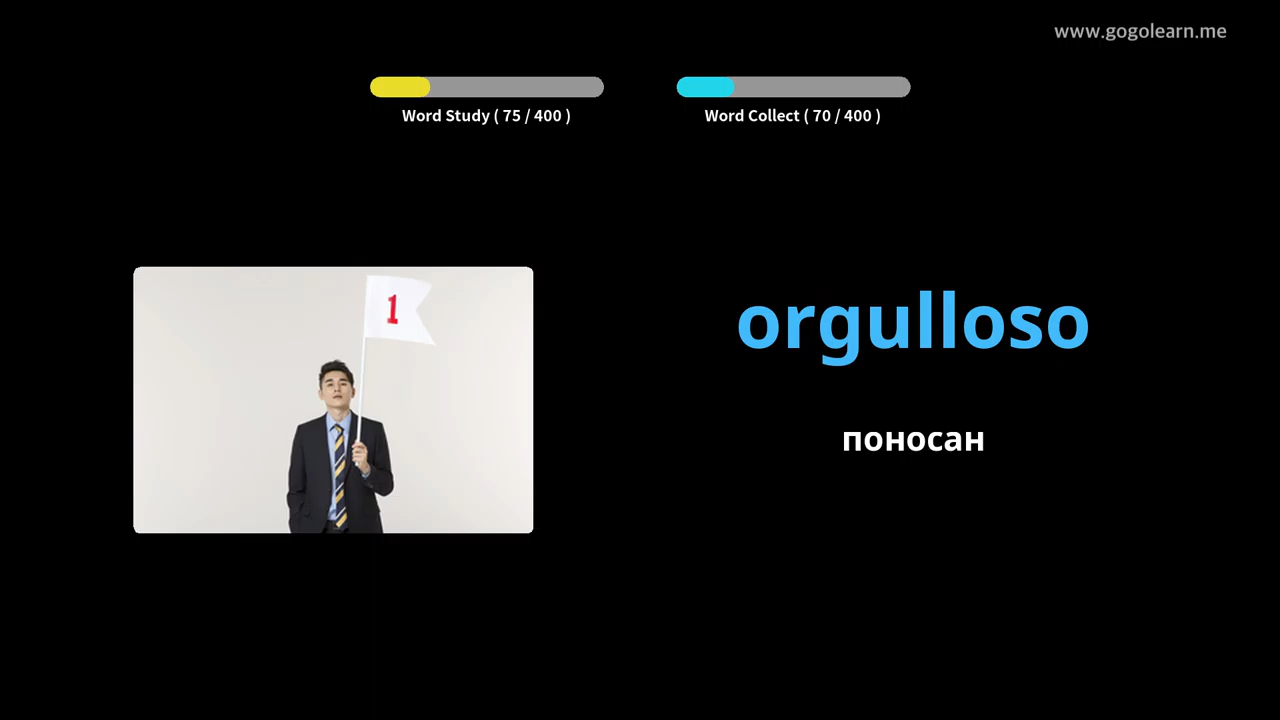 www.gogolearn.me
Word Study ( 75 / 400 )
Word Collect ( 70 / 400 )
1
orgulloso
поносан